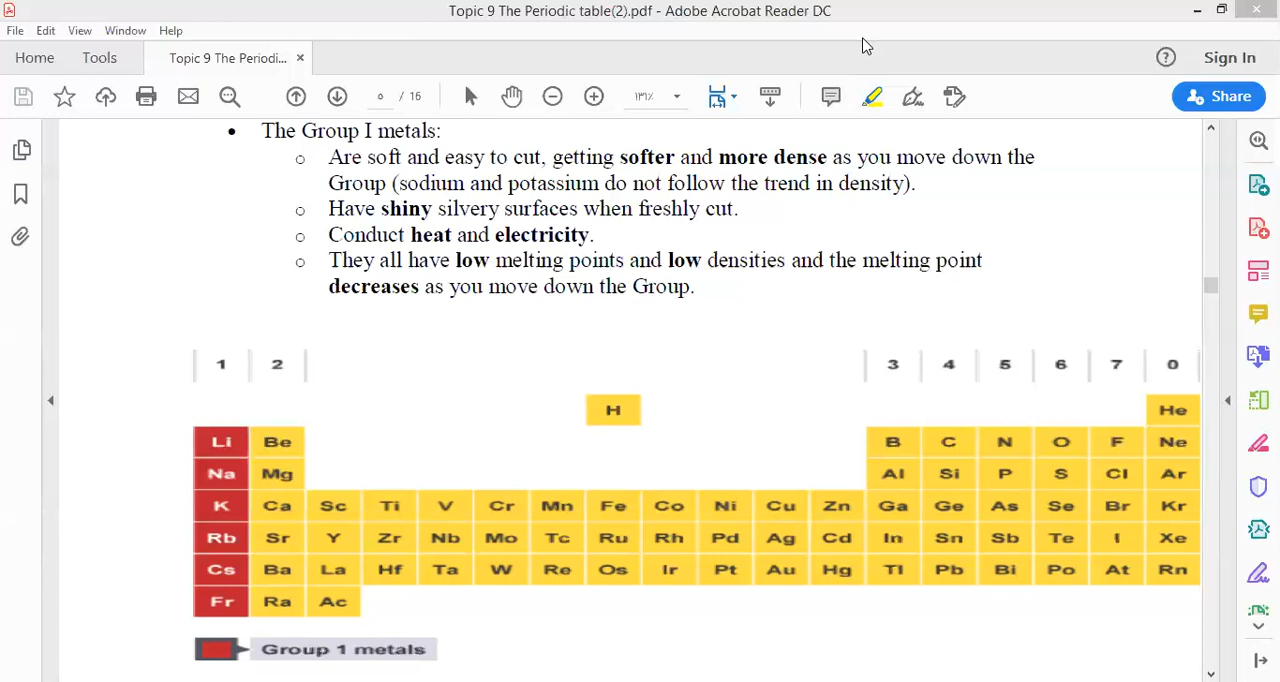 Topic 9 The Periodic table(2).pdf - Adobe Acrobat Reader DC
File Edit View Window Help
Home Tools Topic 9 The Periodi... × Sign In
٥ / 16 ١٣١٪ Share
• The Group I metals:
o Are soft and easy to cut, getting softer and more dense as you move down the
Group (sodium and potassium do not follow the trend in density).
o Have shiny silvery surfaces when freshly cut.
o Conduct heat and electricity.
o They all have low melting points and low densities and the melting point
decreases as you move down the Group.
1 2 3 4 5 6 7 0
H He
Li Be B C N O F Ne
Na Mg Al Si P S Cl Ar
K Ca Sc Ti V Cr Mn Fe Co Ni Cu Zn Ga Ge As Se Br Kr
Rb Sr Y Zr Nb Mo Tc Ru Rh Pd Ag Cd In Sn Sb Te I Xe
Cs Ba La Hf Ta W Re Os Ir Pt Au Hg Tl Pb Bi Po At Rn
Fr Ra Ac
Group 1 metals